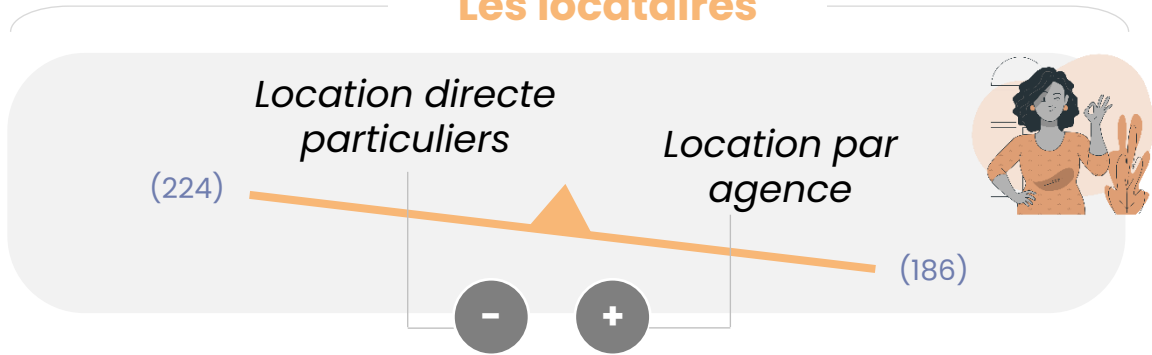 Les locataires
Location directe
particuliers
Location par
agence
(224)
(186)
-
+